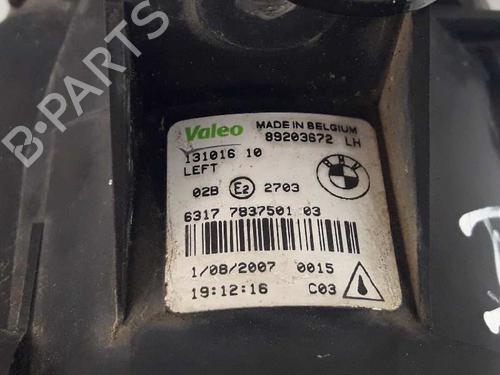 Valeo MADE IN BELGIUM
89203672 LH
131016 10
LEFT
02B E2 2703
BMW
6317 7837501 03
1/08/2007 0015
19:12:16 C03
B-PARTS